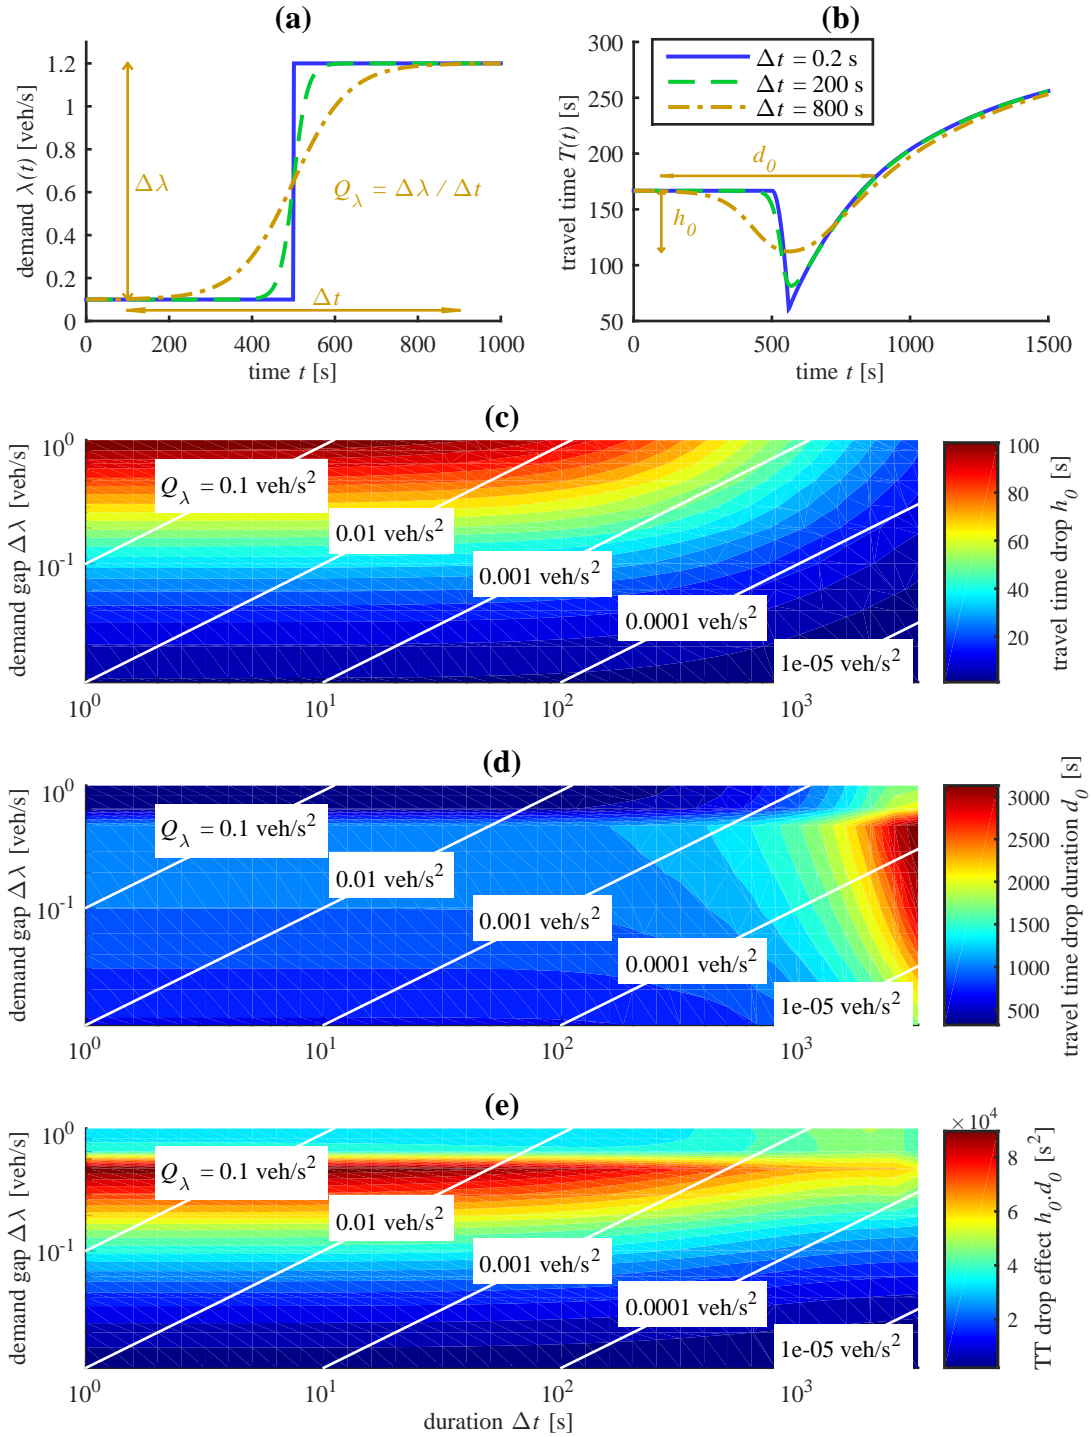 (a)
demand λ(t) [veh/s]
1.2
1
0.8
0.6
0.4
0.2
0
Δλ
Q_λ = Δλ / Δt
Δt
0 200 400 600 800 1000
time t [s]
(b)
travel time T(t) [s]
300
250
200
150
100
50
Δt = 0.2 s
Δt = 200 s
Δt = 800 s
d_0
h_0
0 500 1000 1500
time t [s]
(c)
demand gap Δλ [veh/s]
10^0
10^-1
Q_λ = 0.1 veh/s^2
0.01 veh/s^2
0.001 veh/s^2
0.0001 veh/s^2
1e-05 veh/s^2
10^0 10^1 10^2 10^3
100
80
60
40
20
travel time drop h_0 [s]
(d)
demand gap Δλ [veh/s]
10^0
10^-1
Q_λ = 0.1 veh/s^2
0.01 veh/s^2
0.001 veh/s^2
0.0001 veh/s^2
1e-05 veh/s^2
10^0 10^1 10^2 10^3
3000
2500
2000
1500
1000
500
travel time drop duration d_0 [s]
(e)
demand gap Δλ [veh/s]
10^0
10^-1
Q_λ = 0.1 veh/s^2
0.01 veh/s^2
0.001 veh/s^2
0.0001 veh/s^2
1e-05 veh/s^2
10^0 10^1 10^2 10^3
duration Δt [s]
×10^4
8
6
4
2
TT drop effect h_0.d_0 [s^2]